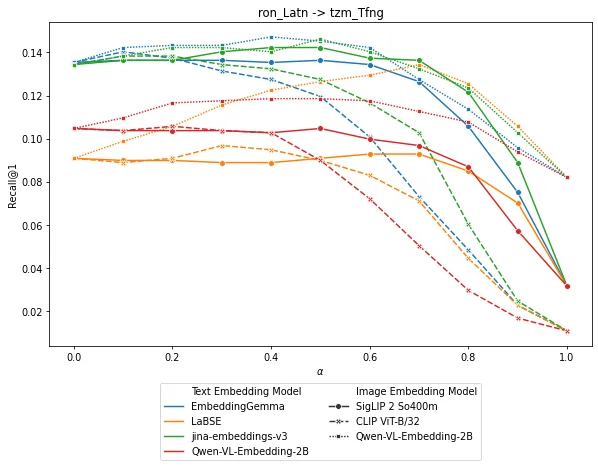 ron_Latn -> tzm_Tfng
Recall@1
0.14
0.12
0.10
0.08
0.06
0.04
0.02
0.0 0.2 0.4 0.6 0.8 1.0
α
Text Embedding Model Image Embedding Model
EmbeddingGemma SigLIP 2 So400m
LaBSE CLIP ViT-B/32
jina-embeddings-v3 Qwen-VL-Embedding-2B
Qwen-VL-Embedding-2B